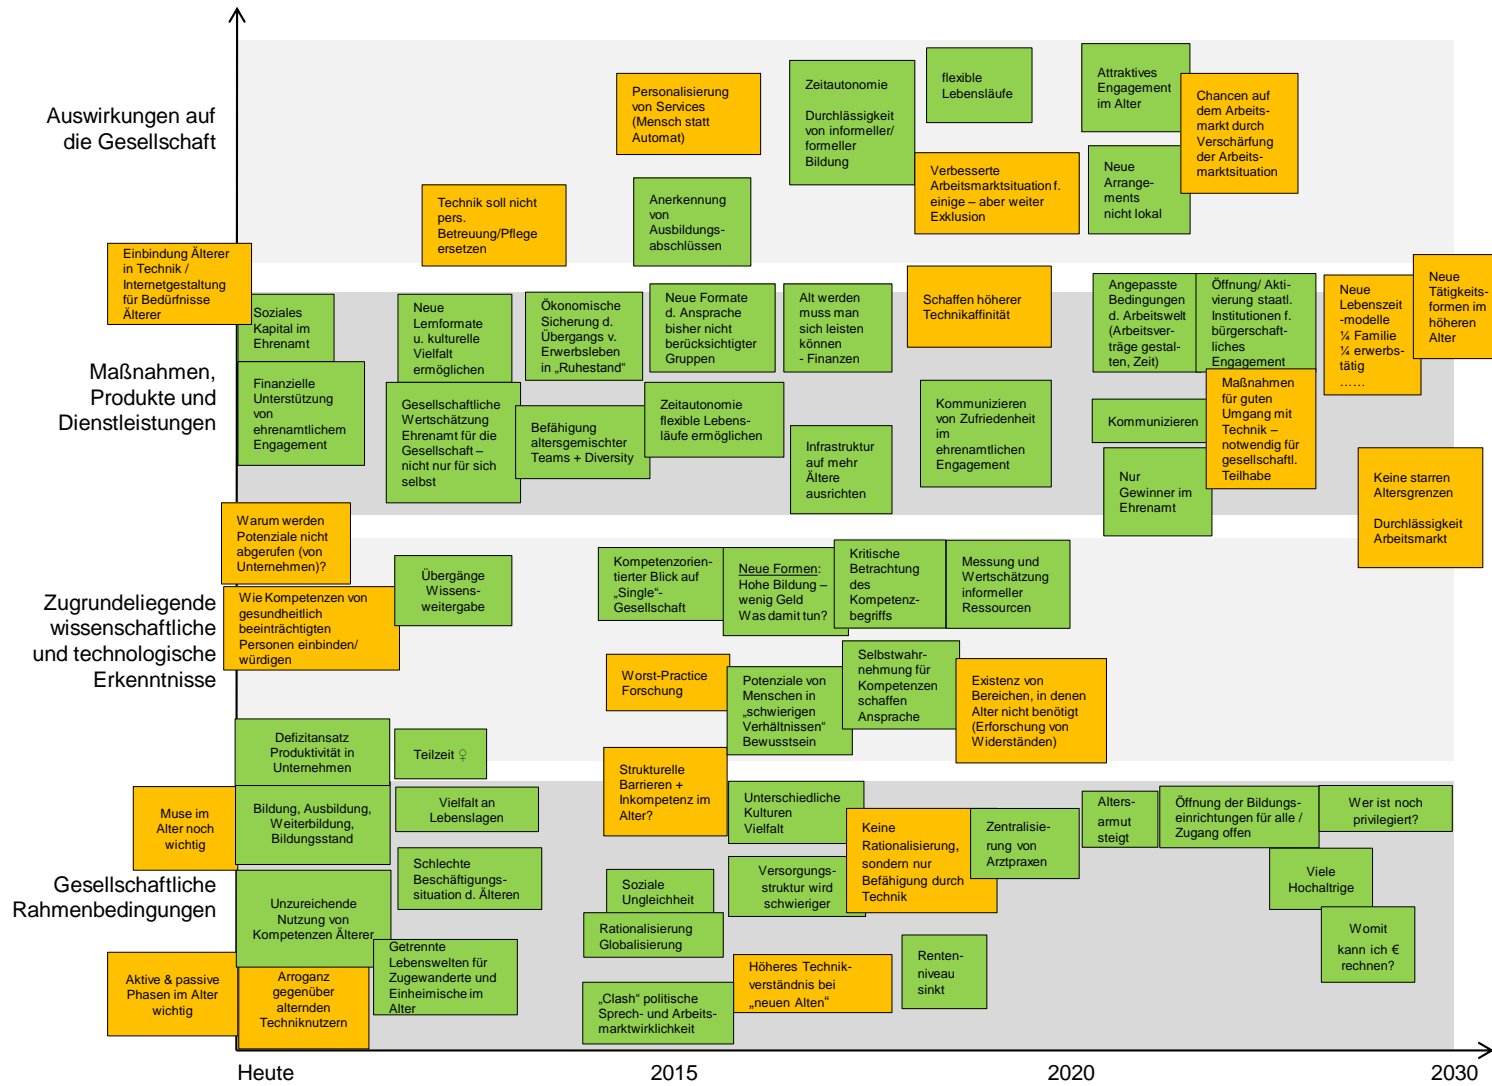 Auswirkungen auf
die Gesellschaft
Personalisierung
von Services
(Mensch statt
Automat)
Zeitautonomie
Durchlässigkeit
von informeller/
formeller
Bildung
flexible
Lebensläufe
Attraktives
Engagement
im Alter
Chancen auf
dem Arbeits-
markt durch
Verschärfung
der Arbeits-
marktsituation
Technik soll nicht
pers.
Betreuung/Pflege
ersetzen
Anerkennung
von
Ausbildungs-
abschlüssen
Verbesserte
Arbeitsmarktsituation f.
einige – aber weiter
Exklusion
Neue
Arrange-
ments
nicht lokal
Maßnahmen,
Produkte und
Dienstleistungen
Einbindung Älterer
in Technik /
Internetgestaltung
für Bedürfnisse
Älterer
Soziales
Kapital im
Ehrenamt
Neue
Lernformate
u. kulturelle
Vielfalt
ermöglichen
Ökonomische
Sicherung d.
Übergangs v.
Erwerbsleben
in „Ruhestand“
Neue Formate
d. Ansprache
bisher nicht
berücksichtigter
Gruppen
Alt werden
muss man
sich leisten
können
- Finanzen
Schaffen höherer
Technikaffinität
Angepasste
Bedingungen
d. Arbeitswelt
(Arbeitsver-
träge gestal-
ten, Zeit)
Öffnung/ Akti-
vierung staatl.
Institutionen f.
bürgerschaft-
liches
Engagement
Neue
Lebenszeit
-modelle
¼ Familie
¼ erwerbs-
tätig
......
Neue
Tätigkeits-
formen im
höheren
Alter
Finanzielle
Unterstützung
von
ehrenamtlichem
Engagement
Gesellschaftliche
Wertschätzung
Ehrenamt für die
Gesellschaft –
nicht nur für sich
selbst
Befähigung
altersgemischter
Teams + Diversity
Zeitautonomie
flexible Lebens-
läufe ermöglichen
Infrastruktur
auf mehr
Ältere
ausrichten
Kommunizieren
von Zufriedenheit
im
ehrenamtlichen
Engagement
Kommunizieren
Nur
Gewinner im
Ehrenamt
Maßnahmen
für guten
Umgang mit
Technik –
notwendig für
gesellschaftl.
Teilhabe
Keine starren
Altersgrenzen
Durchlässigkeit
Arbeitsmarkt
Zugrundeliegende
wissenschaftliche
und technologische
Erkenntnisse
Warum werden
Potenziale nicht
abgerufen (von
Unternehmen)?
Wie Kompetenzen von
gesundheitlich
beeinträchtigten
Personen einbinden/
würdigen
Übergänge
Wissens-
weitergabe
Kompetenzorien-
tierter Blick auf
„Single“-
Gesellschaft
Neue Formen:
Hohe Bildung –
wenig Geld
Was damit tun?
Kritische
Betrachtung
des
Kompetenz-
begriffs
Messung und
Wertschätzung
informeller
Ressourcen
Worst-Practice
Forschung
Potenziale von
Menschen in
„schwierigen
Verhältnissen“
Bewusstsein
Selbstwahr-
nehmung für
Kompetenzen
schaffen
Ansprache
Existenz von
Bereichen, in denen
Alter nicht benötigt
(Erforschung von
Widerständen)
Defizitansatz
Produktivität in
Unternehmen
Teilzeit ♀
Gesellschaftliche
Rahmenbedingungen
Muse im
Alter noch
wichtig
Bildung, Ausbildung,
Weiterbildung,
Bildungsstand
Vielfalt an
Lebenslagen
Strukturelle
Barrieren +
Inkompetenz im
Alter?
Unterschiedliche
Kulturen
Vielfalt
Keine
Rationalisierung,
sondern nur
Befähigung durch
Technik
Zentralisie-
rung von
Arztpraxen
Alters-
armut
steigt
Öffnung der Bildungs-
einrichtungen für alle /
Zugang offen
Wer ist noch
privilegiert?
Schlechte
Beschäftigungs-
situation d. Älteren
Soziale
Ungleichheit
Versorgungs-
struktur wird
schwieriger
Viele
Hochaltrige
Unzureichende
Nutzung von
Kompetenzen Älterer
Rationalisierung
Globalisierung
Womit
kann ich €
rechnen?
Aktive & passive
Phasen im Alter
wichtig
Arroganz
gegenüber
alternden
Techniknutzern
Getrennte
Lebenswelten für
Zugewanderte und
Einheimische im
Alter
„Clash“ politische
Sprech- und Arbeits-
marktwirklichkeit
Höheres Technik-
verständnis bei
„neuen Alten“
Renten-
niveau
sinkt
Heute
2015
2020
2030